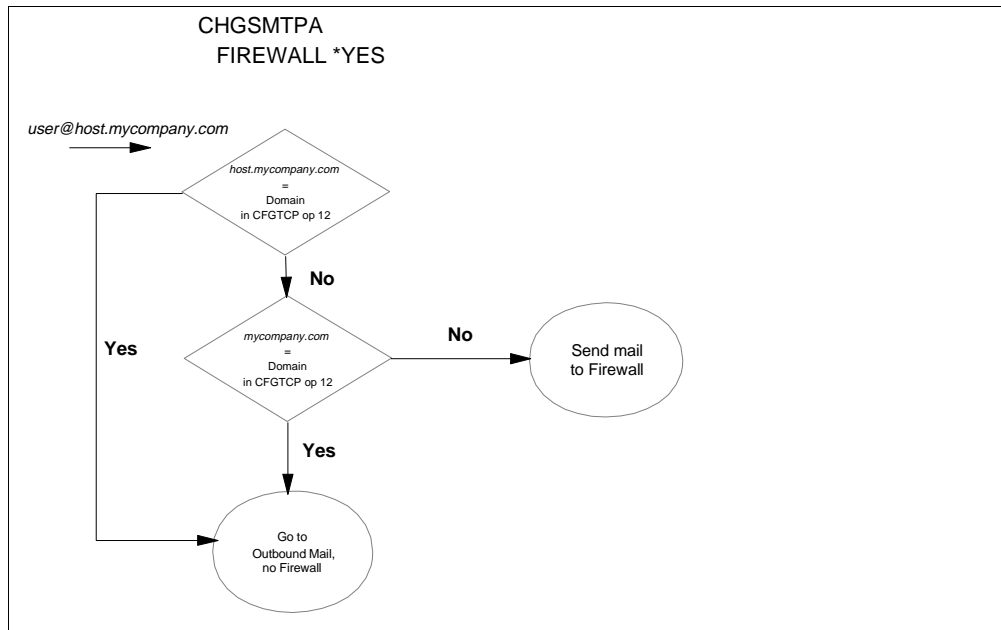 CHGSMTPA
FIREWALL *YES
user@host.mycompany.com
host.mycompany.com
=
Domain
in CFGTCP op 12
No
mycompany.com
=
Domain
in CFGTCP op 12
No
Yes
Send mail
to Firewall
Yes
Go to
Outbound Mail,
no Firewall